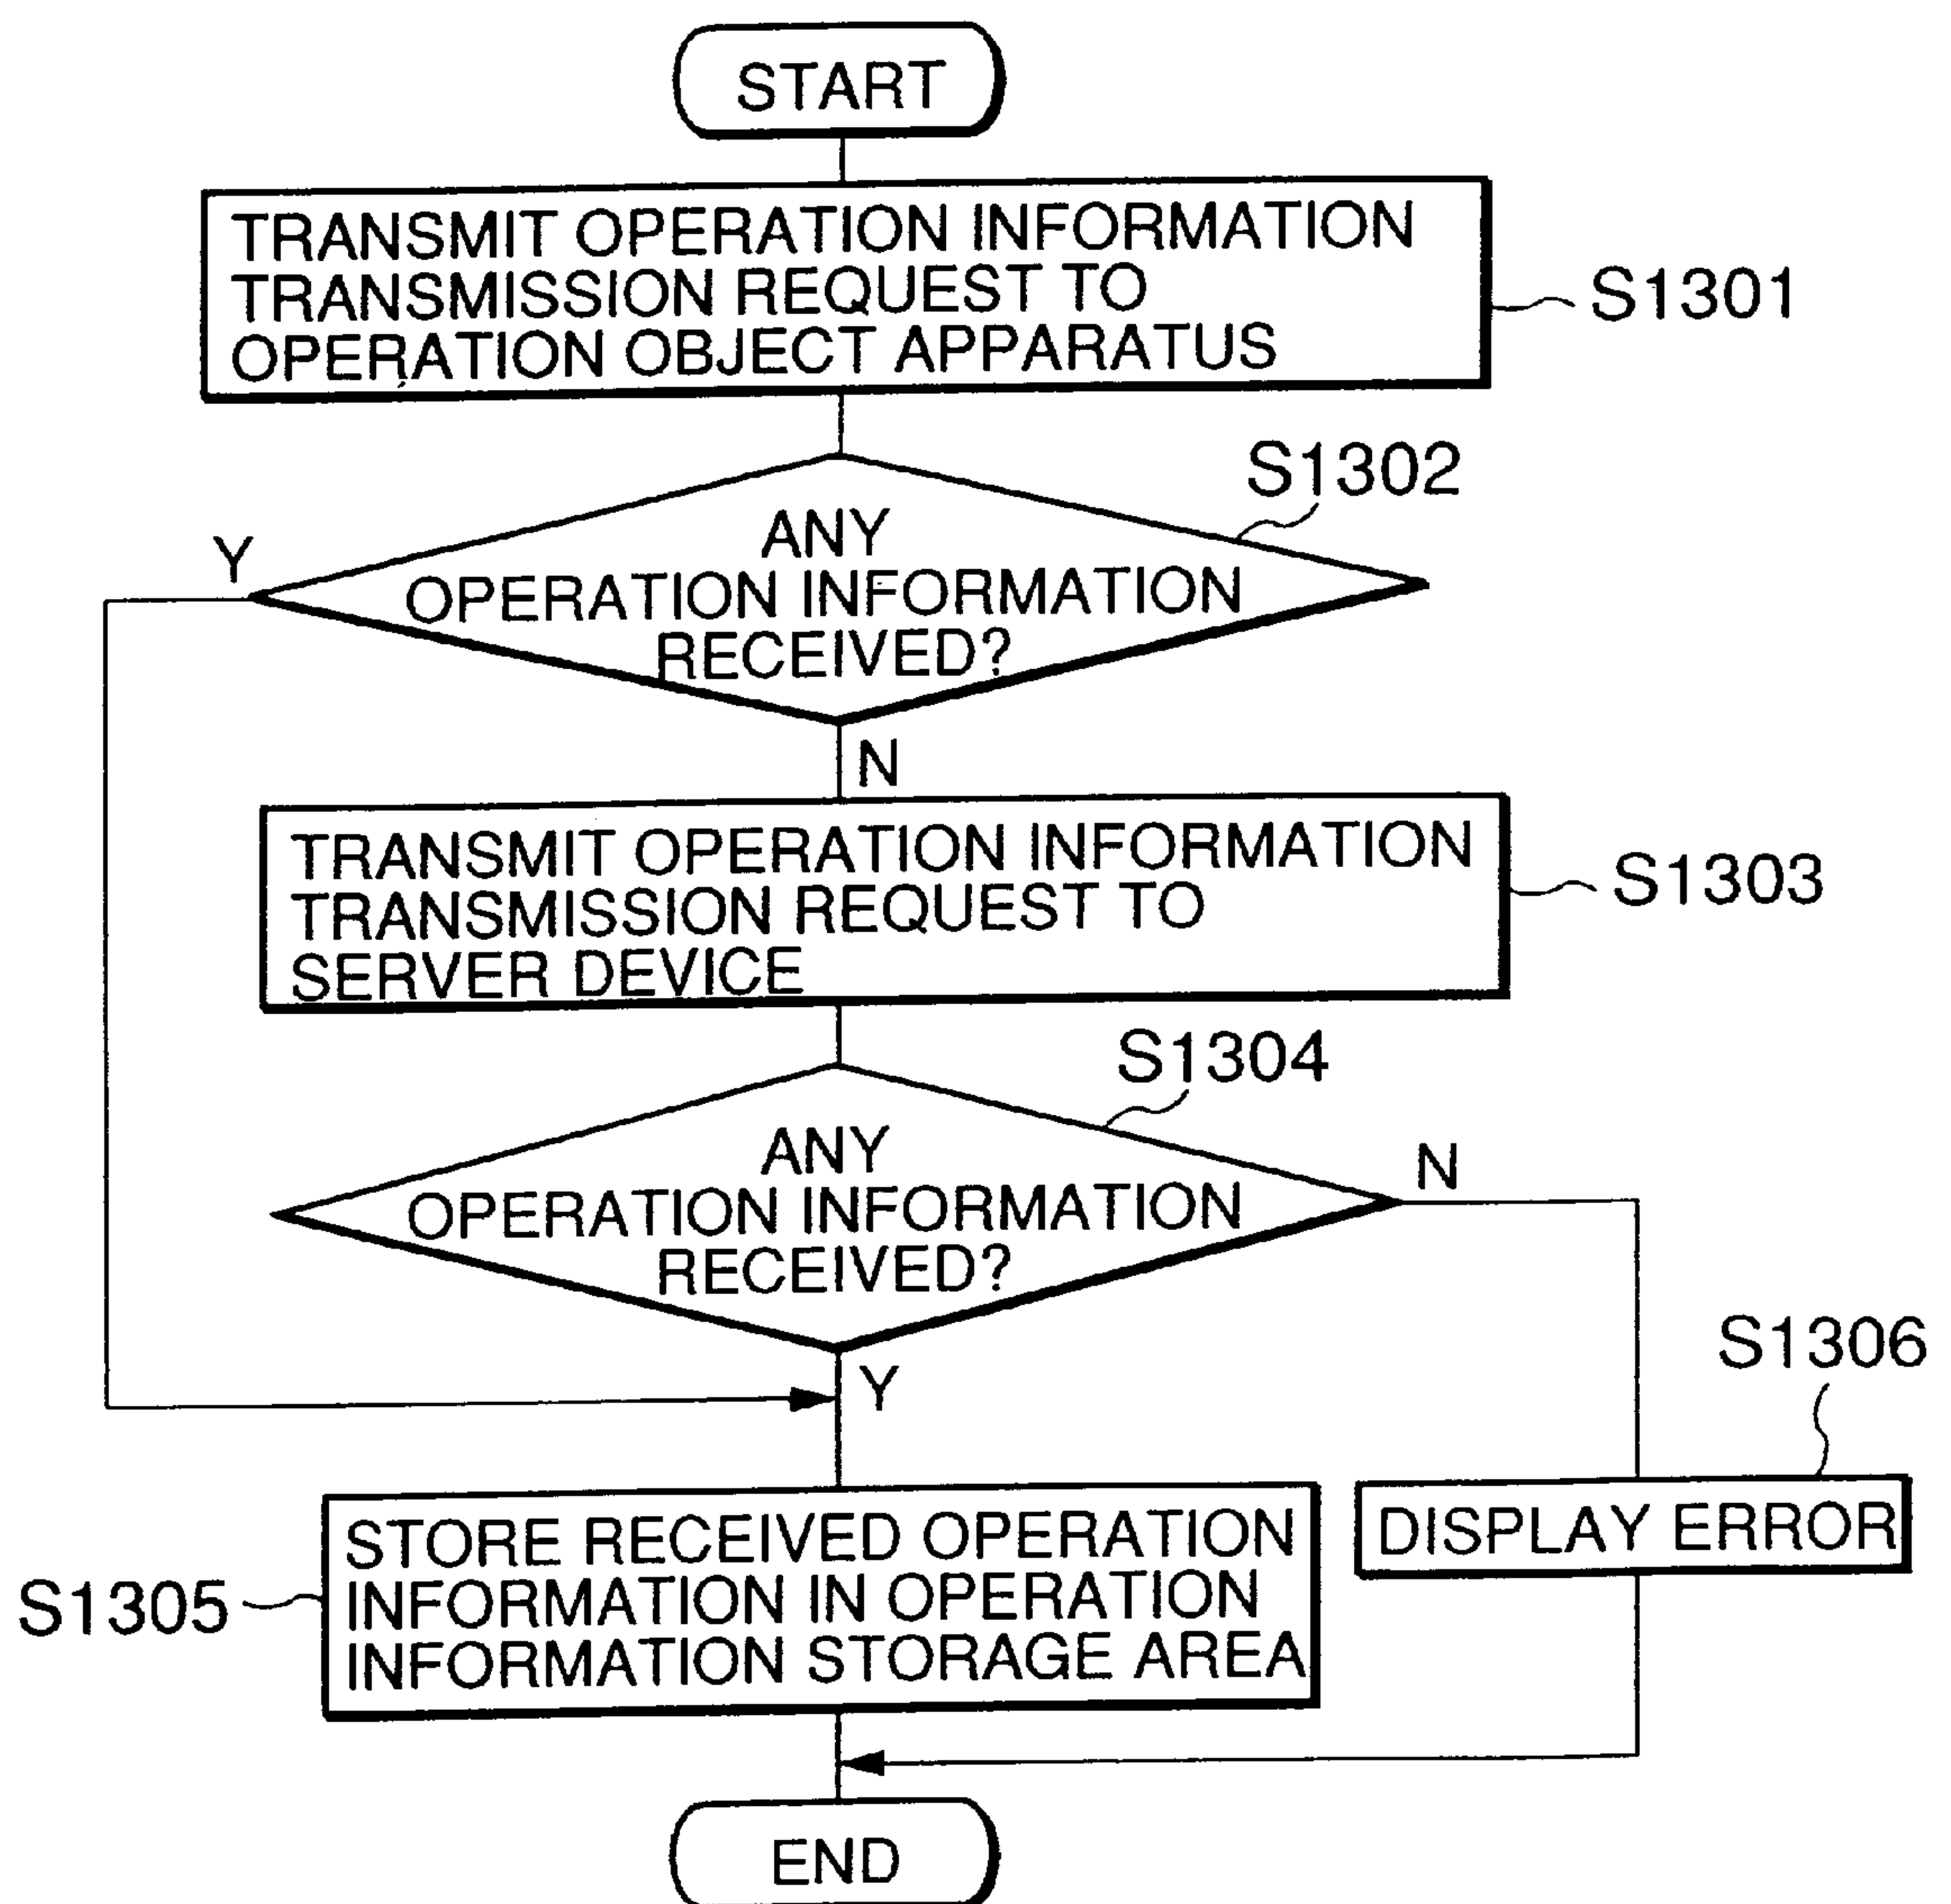 START
TRANSMIT OPERATION INFORMATION
TRANSMISSION REQUEST TO
OPERATION OBJECT APPARATUS
S1301
S1302
Y
ANY
OPERATION INFORMATION
RECEIVED?
N
TRANSMIT OPERATION INFORMATION
TRANSMISSION REQUEST TO
SERVER DEVICE
S1303
S1304
ANY
OPERATION INFORMATION
RECEIVED?
N
Y
S1306
STORE RECEIVED OPERATION
INFORMATION IN OPERATION
INFORMATION STORAGE AREA
S1305
DISPLAY ERROR
END